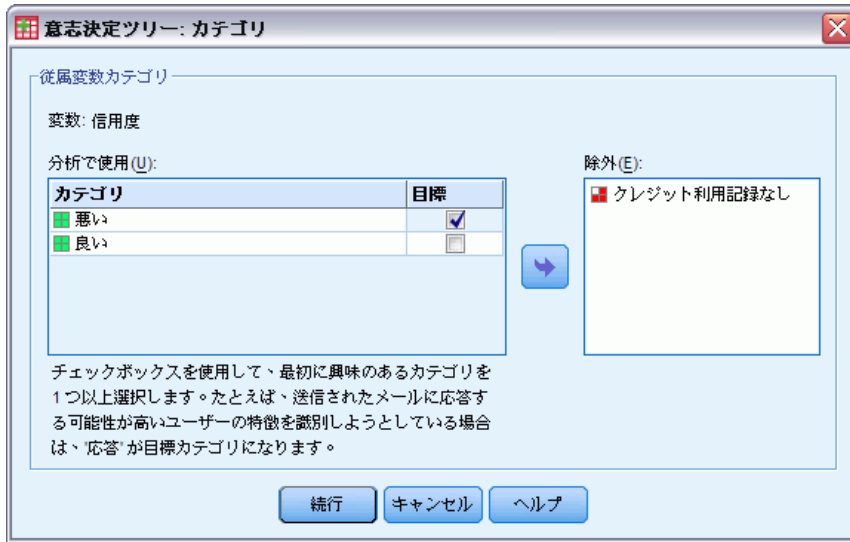 意志決定ツリー: カテゴリ
従属変数カテゴリ
変数: 信用度
分析で使用(U):
カテゴリ 目標
悪い
良い
除外(E):
クレジット利用記録なし
チェックボックスを使用して、最初に興味のあるカテゴリを
1 つ以上選択します。たとえば、送信されたメールに応答す
る可能性が高いユーザーの特徴を識別しようとしている場合
は、'応答' が目標カテゴリになります。
続行 キャンセル ヘルプ